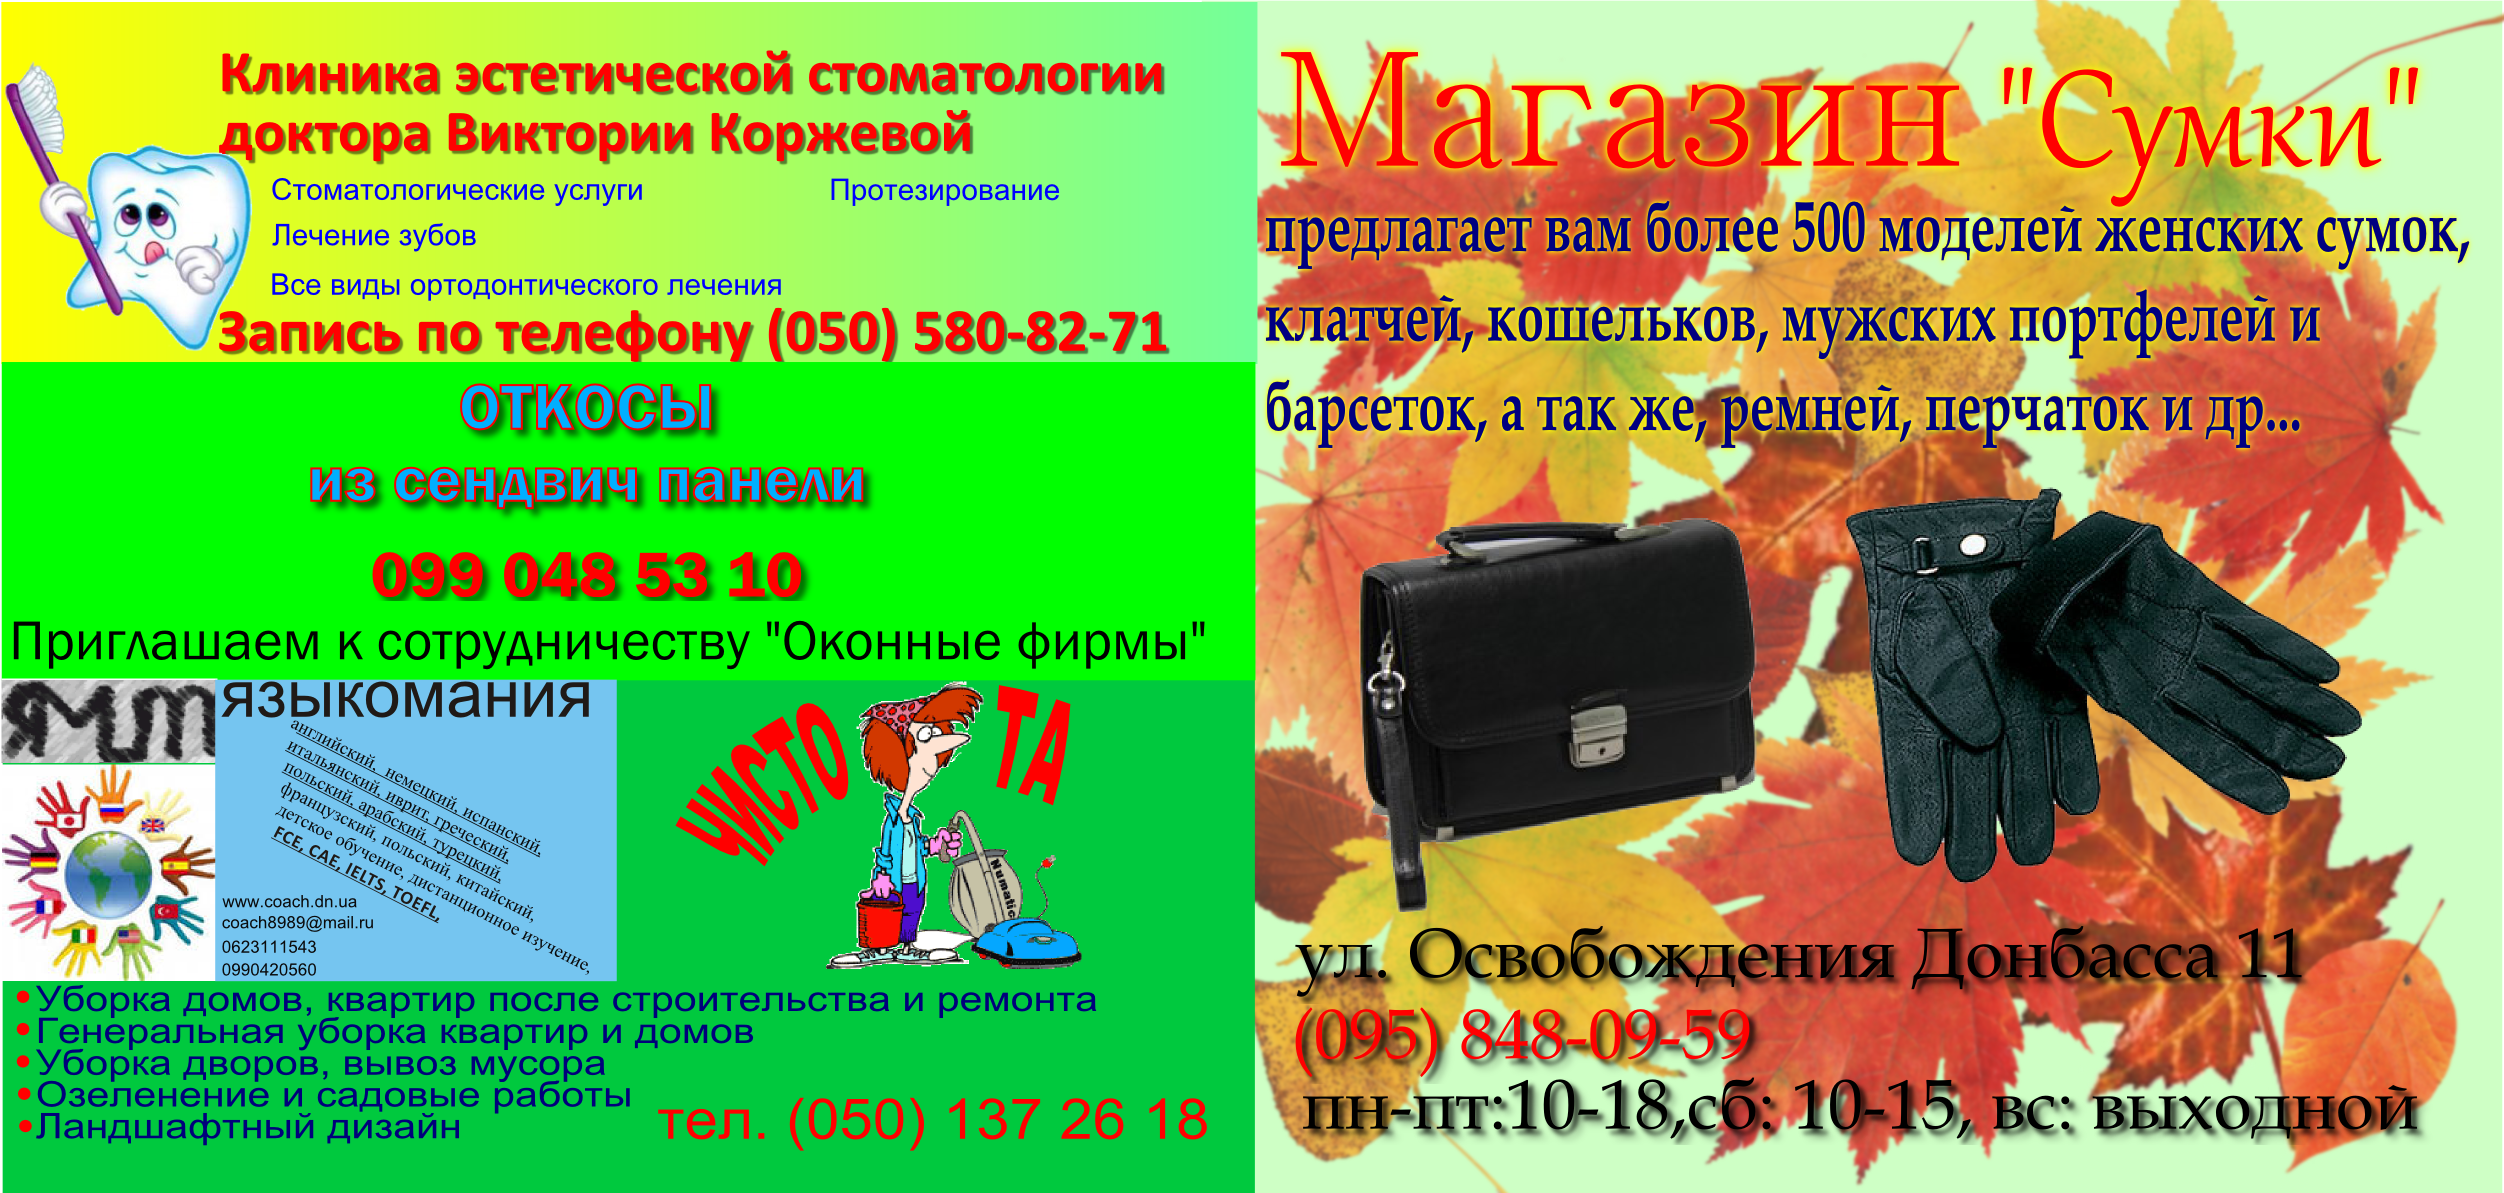 Клиника эстетической стоматологии
доктора Виктории Коржевой
Стоматологические услуги
Протезирование
Лечение зубов
Все виды ортодонтического лечения
Запись по телефону (050) 580-82-71
ОТКОСЫ
из сендвич панели
099 048 53 10
Приглашаем к сотрудничеству "Оконные фирмы"
ЯМТ
языкомания
английский, немецкий, испанский,
итальянский, иврит, греческий,
польский, арабский, турецкий,
французский, польский, китайский,
детское обучение, дистанционное изучение,
FCE, CAE, IELTS, TOEFL,
www.coach.dn.ua
coach8989@mail.ru
0623111543
0990420560
ЧИСТО ТА
Numatic
•Уборка домов, квартир после строительства и ремонта
•Генеральная уборка квартир и домов
•Уборка дворов, вывоз мусора
•Озеленение и садовые работы
•Ландшафтный дизайн
тел. (050) 137 26 18
Магазин "Сумки"
предлагает вам более 500 моделей женских сумок,
клатчей, кошельков, мужских портфелей и
барсеток, а так же, ремней, перчаток и др...
ул. Освобождения Донбасса 11
(095) 848-09-59
пн-пт:10-18,сб: 10-15, вс: выходной